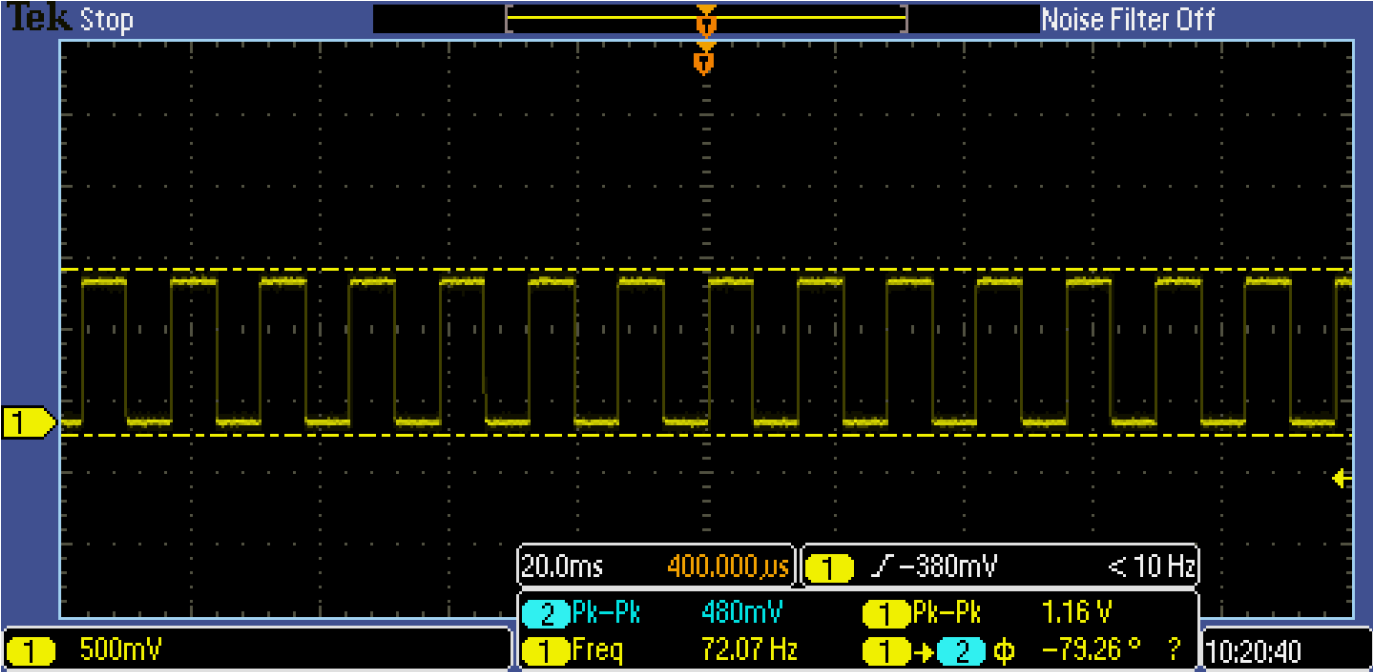 Tek Stop Noise Filter Off
T
T
1
20.0ms 400.000µs 1 −380mV < 10 Hz
2 Pk−Pk 480mV 1 Pk−Pk 1.16 V
1 500mV 1 Freq 72.07 Hz 1 → 2 ϕ −79.26 ° ? 10:20:40